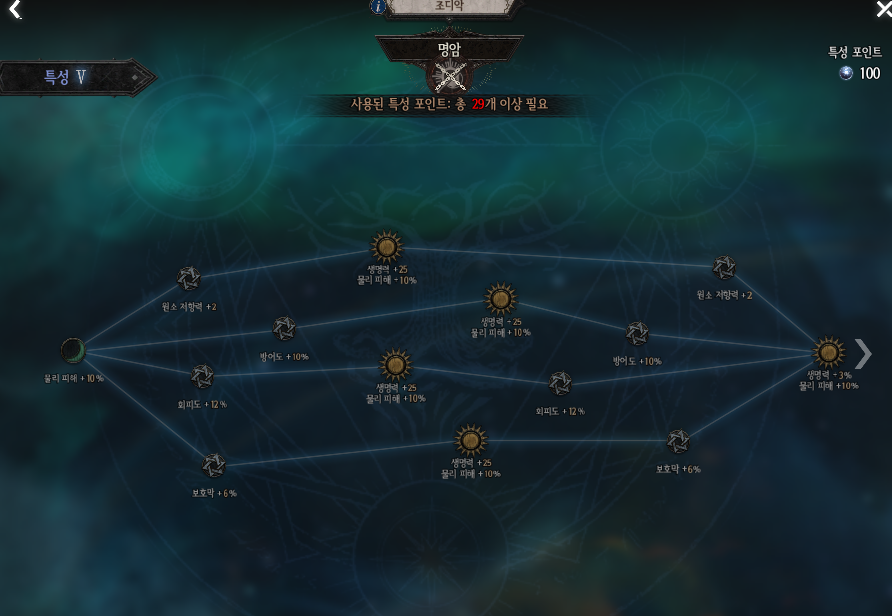 조디악
명암
특성 포인트
100
특성 V
사용된 특성 포인트: 총 29개 이상 필요
생명력 +25
물리 피해 -10%
원소 저항력 +2
원소 저항력 +2
생명력 -25
물리 피해 +10%
방어도 +10%
방어도 +10%
물리 피해 +10%
생명력 -3%
물리 피해 +10%
생명력 +25
물리 피해 +10%
회피도 +12%
회피도 +12%
생명력 +25
물리 피해 +10%
보호막 +6%
보호막 +6%